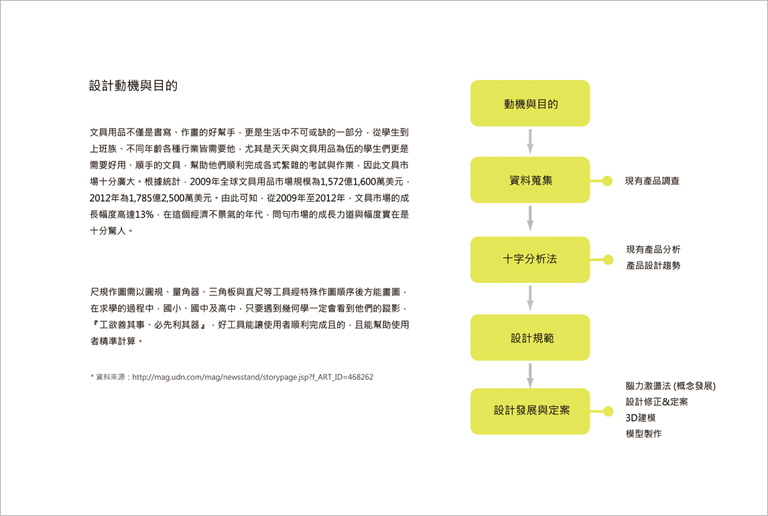 設計動機與目的
文具用品不僅是書寫、作畫的好幫手，更是生活中不可或缺的一部分，從學生到
上班族、不同年齡各種行業皆需要他，尤其是天天與文具用品為伍的學生們更是
需要好用、順手的文具，幫助他們順利完成各式繁雜的考試與作業，因此文具市
場十分廣大。根據統計，2009年全球文具用品市場規模為1,572億1,600萬美元，
2012年為1,785億2,500萬美元。由此可知，從2009年至2012年，文具市場的成
長幅度高達13%，在這個經濟不景氣的年代，問句市場的成長力道與幅度實在是
十分驚人。
尺規作圖需以圓規、量角器、三角板與直尺等工具經特殊作圖順序後方能畫圖，
在求學的過程中，國小、國中及高中，只要遇到幾何學一定會看到他們的蹤影，
『工欲善其事、必先利其器』，好工具能讓使用者順利完成目的，且能幫助使用
者精準計算。
* 資料來源：http://mag.udn.com/mag/newsstand/storypage.jsp?f_ART_ID=468262
動機與目的
資料蒐集
現有產品調查
十字分析法
現有產品分析
產品設計趨勢
設計規範
設計發展與定案
腦力激盪法 (概念發展)
設計修正&定案
3D建模
模型製作